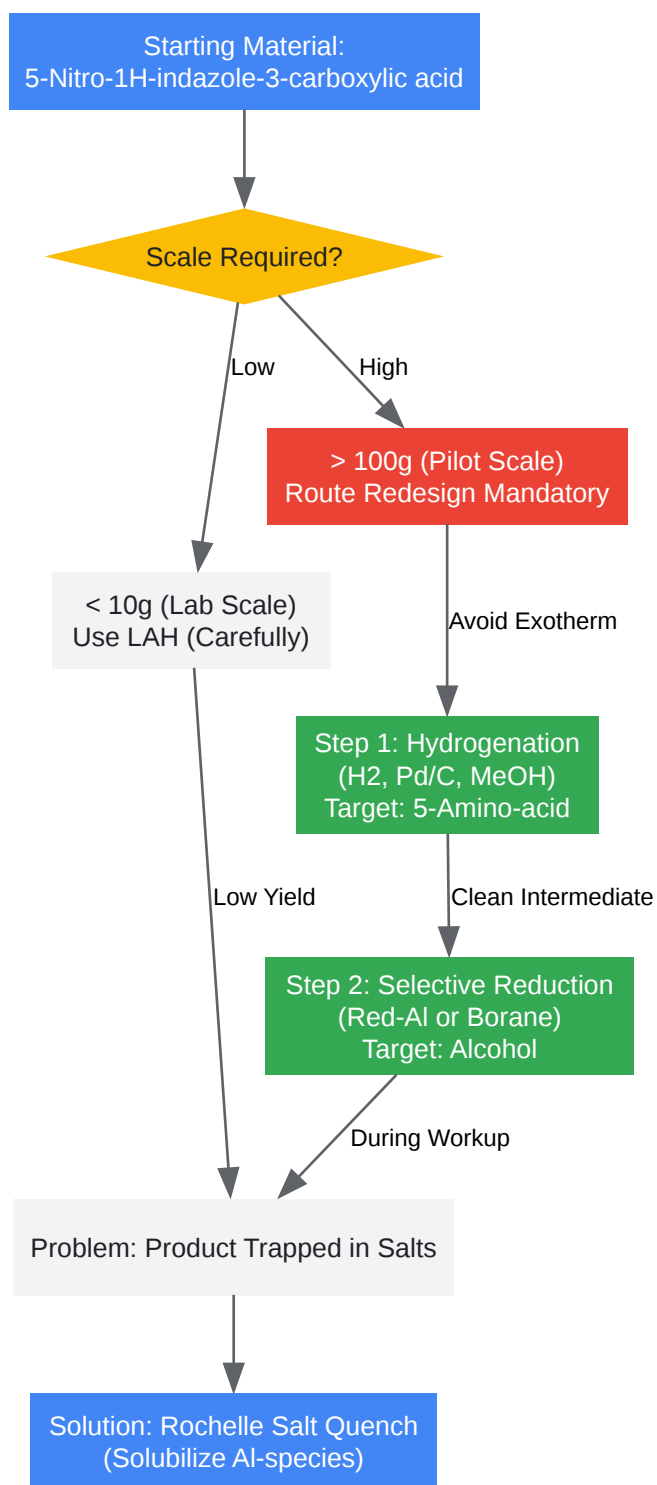 Starting Material:
5-Nitro-1H-indazole-3-carboxylic acid
Scale Required?
Low
High
> 100g (Pilot Scale)
Route Redesign Mandatory
< 10g (Lab Scale)
Use LAH (Carefully)
Avoid Exotherm
Step 1: Hydrogenation
(H2, Pd/C, MeOH)
Target: 5-Amino-acid
Low Yield
Clean Intermediate
Step 2: Selective Reduction
(Red-Al or Borane)
Target: Alcohol
During Workup
Problem: Product Trapped in Salts
Solution: Rochelle Salt Quench
(Solubilize Al-species)